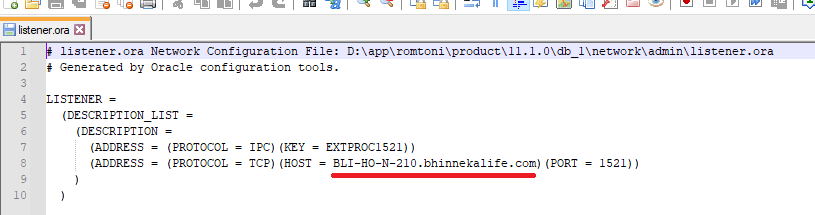 listener.ora
1 # listener.ora Network Configuration File: D:\app\romtoni\product\11.1.0\db_1\network\admin\listener.ora
2 # Generated by Oracle configuration tools.
3
4 LISTENER =
5 (DESCRIPTION_LIST =
6 (DESCRIPTION =
7 (ADDRESS = (PROTOCOL = IPC)(KEY = EXTPROC1521))
8 (ADDRESS = (PROTOCOL = TCP)(HOST = BLI-HO-N-210.bhinnekalife.com)(PORT = 1521))
9 )
10 )